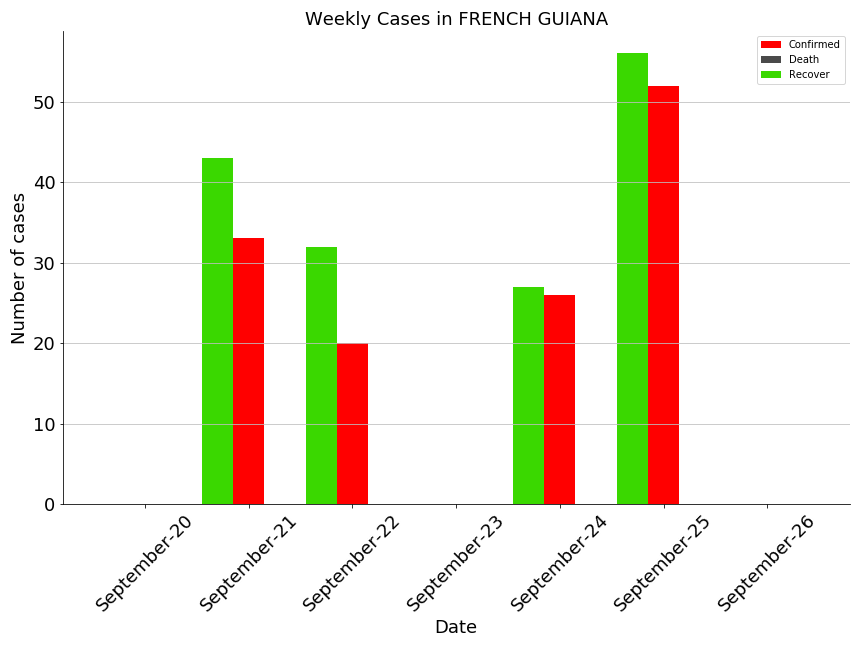 Weekly Cases in FRENCH GUIANA
Confirmed
Death
Recover
Number of cases
50
40
30
20
10
0
September-20
September-21
September-22
September-23
September-24
September-25
September-26
Date